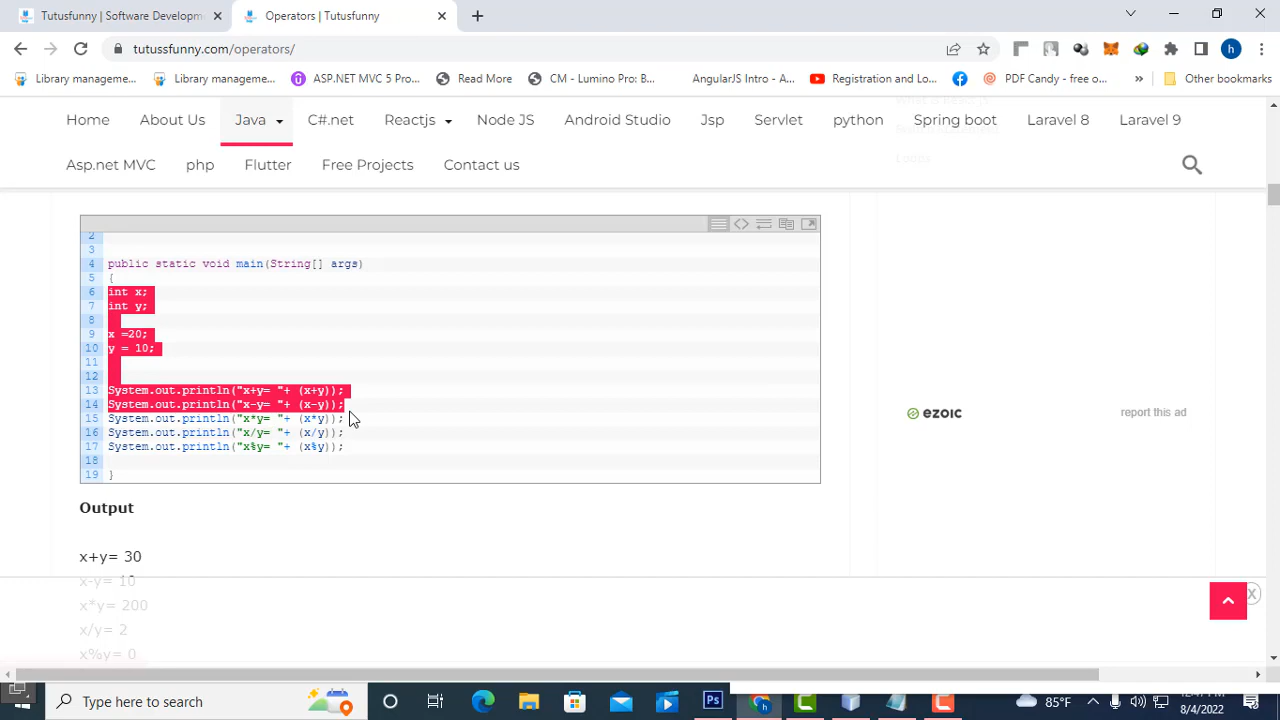 Tutusfunny | Software Developm
Operators | Tutusfunny
tutussfunny.com/operators/
h
Library manageme...
Library manageme...
ASP.NET MVC 5 Pro...
Read More
CM - Lumino Pro: B...
AngularJS Intro - A...
Registration and Lo...
PDF Candy - free o...
»
Other bookmarks
Home
About Us
Java
C#.net
Reactjs
Node JS
Android Studio
Jsp
Servlet
python
Spring boot
Laravel 8
Laravel 9
Asp.net MVC
php
Flutter
Free Projects
Contact us
2
3
4 public static void main(String[] args)
5 {
6 int x;
7 int y;
8
9 x =20;
10 y = 10;
11
12
13 System.out.println("x+y= "+ (x+y));
14 System.out.println("x-y= "+ (x-y));
15 System.out.println("x*y= "+ (x*y));
16 System.out.println("x/y= "+ (x/y));
17 System.out.println("x%y= "+ (x%y));
18
19 }
ezoic
report this ad
Output
x+y= 30
x-y= 10
x*y= 200
x/y= 2
x%y= 0
X
Type here to search
Ps
85°F
8/4/2022